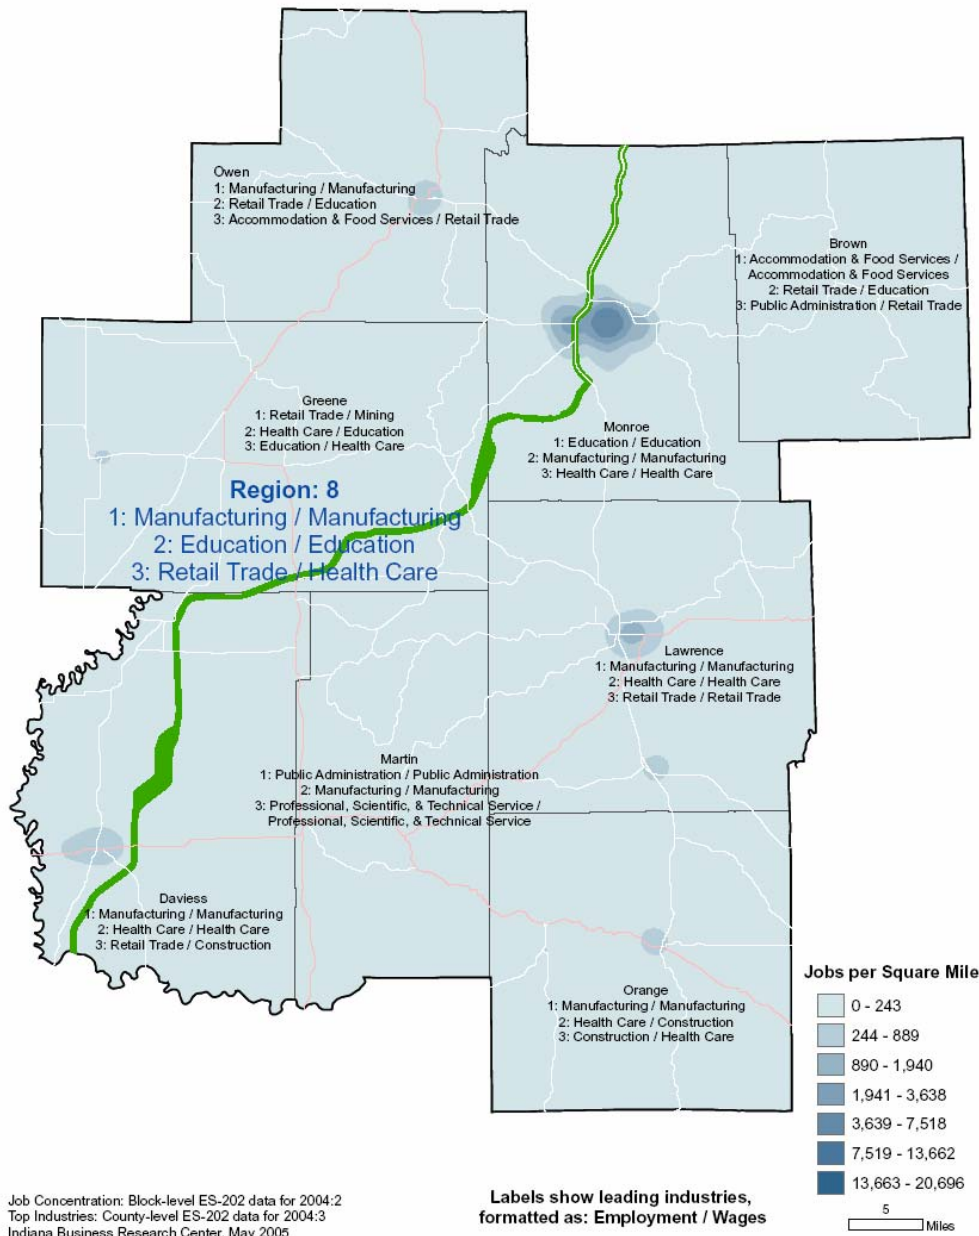 Owen
1: Manufacturing / Manufacturing
2: Retail Trade / Education
3: Accommodation & Food Services / Retail Trade
Brown
1: Accommodation & Food Services /
Accommodation & Food Services
2: Retail Trade / Education
3: Public Administration / Retail Trade
Greene
1: Retail Trade / Mining
2: Health Care / Education
3: Education / Health Care
Monroe
1: Education / Education
2: Manufacturing / Manufacturing
3: Health Care / Health Care
Region: 8
1: Manufacturing / Manufacturing
2: Education / Education
3: Retail Trade / Health Care
Lawrence
1: Manufacturing / Manufacturing
2: Health Care / Health Care
3: Retail Trade / Retail Trade
Martin
1: Public Administration / Public Administration
2: Manufacturing / Manufacturing
3: Professional, Scientific, & Technical Service /
Professional, Scientific, & Technical Service
Daviess
1: Manufacturing / Manufacturing
2: Health Care / Health Care
3: Retail Trade / Construction
Orange
1: Manufacturing / Manufacturing
2: Health Care / Construction
3: Construction / Health Care
Jobs per Square Mile
0 - 243
244 - 889
890 - 1,940
1,941 - 3,638
3,639 - 7,518
7,519 - 13,662
13,663 - 20,696
5
Miles
Labels show leading industries,
formatted as: Employment / Wages
Job Concentration: Block-level ES-202 data for 2004:2
Top Industries: County-level ES-202 data for 2004:3
Indiana Business Research Center, May 2005